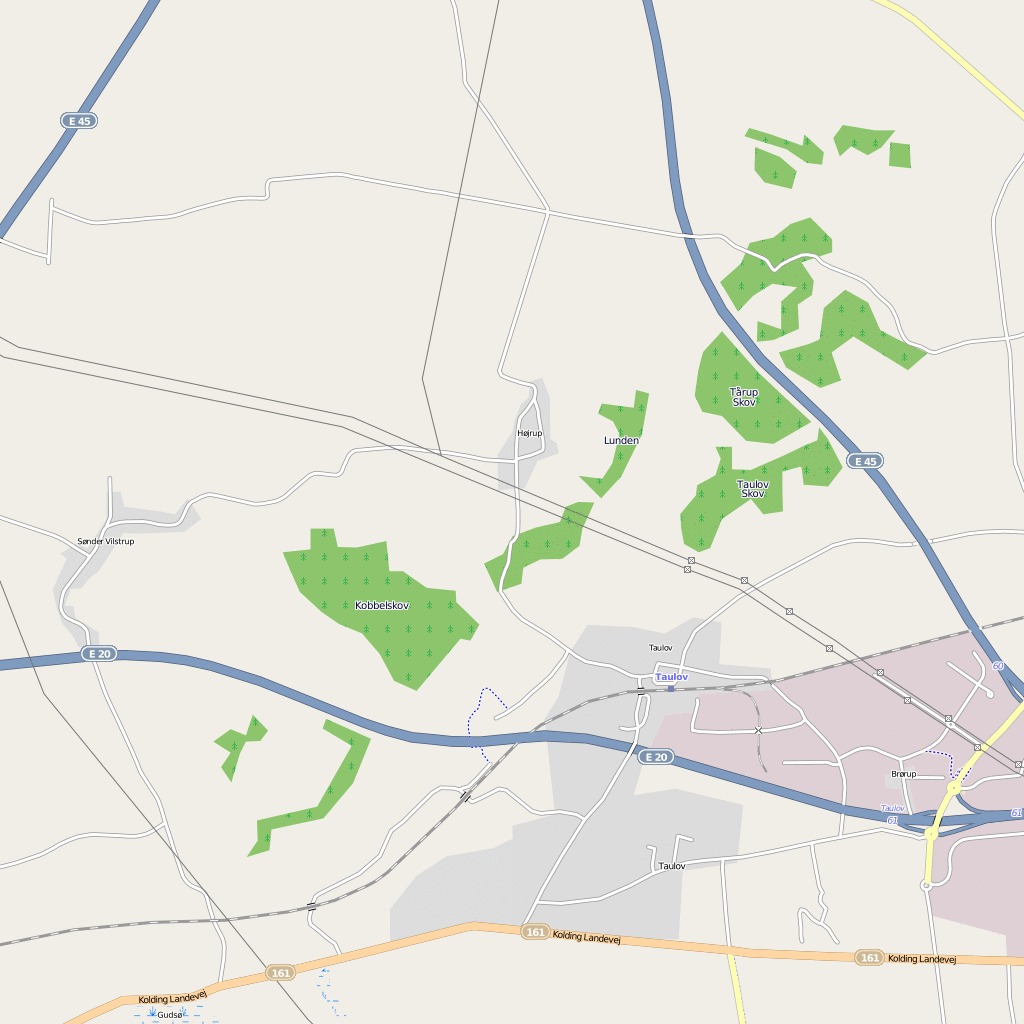 E 45
Tårup
Skov
Højrup
Lunden
E 45
Taulov
Skov
Sønder Vilstrup
Kobbelskov
Taulov
E 20
60
Taulov
E 20
Brørup
Taulov
61
61
Taulov
161
Kolding Landevej
161
Kolding Landevej
161
Kolding Landevej
Gudsø